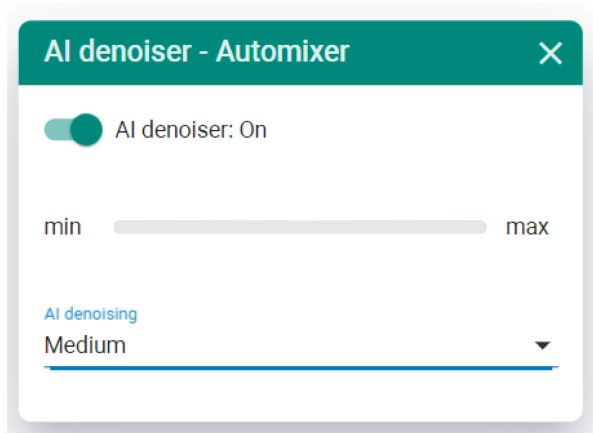 AI denoiser - Automixer
AI denoiser: On
min max
AI denoising
Medium